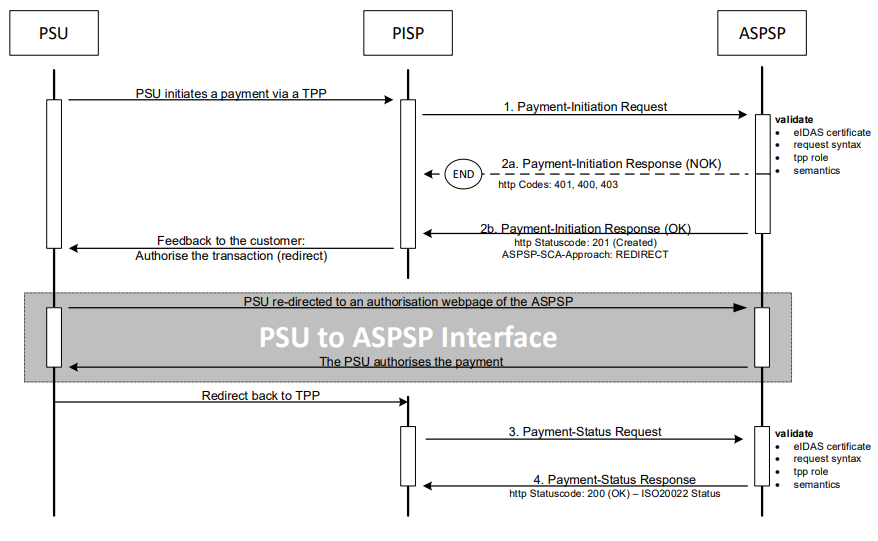 PSU
PISP
ASPSP
PSU initiates a payment via a TPP
1. Payment-Initiation Request
validate
• eIDAS certificate
• request syntax
• tpp role
• semantics
2a. Payment-Initiation Response (NOK)
END
http Codes: 401, 400, 403
2b. Payment-Initiation Response (OK)
http Statuscode: 201 (Created)
ASPSP-SCA-Approach: REDIRECT
Feedback to the customer:
Authorise the transaction (redirect)
PSU re-directed to an authorisation webpage of the ASPSP
PSU to ASPSP Interface
The PSU authorises the payment
Redirect back to TPP
3. Payment-Status Request
validate
• eIDAS certificate
• request syntax
• tpp role
• semantics
4. Payment-Status Response
http Statuscode: 200 (OK) – ISO20022 Status